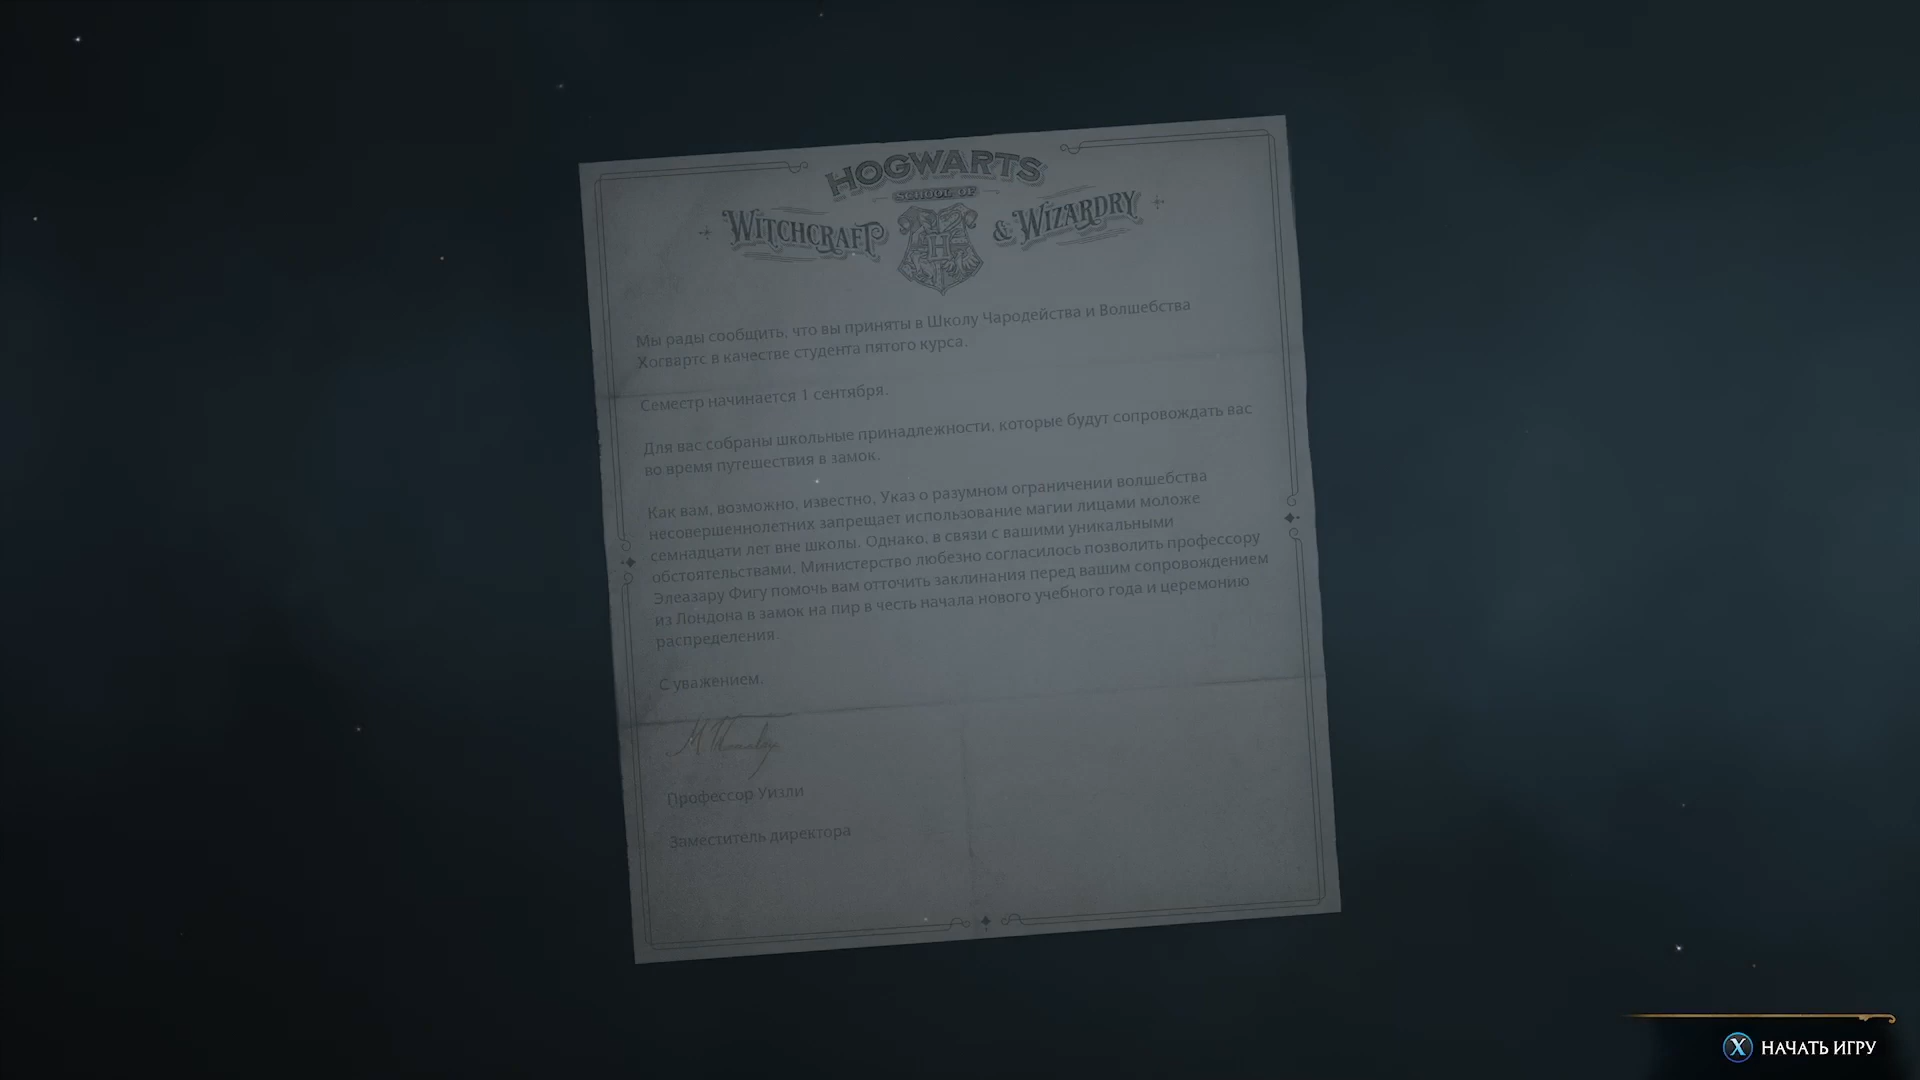 HOGWARTS
SCHOOL OF
WITCHCRAFT & WIZARDRY
H
Мы рады сообщить, что вы приняты в Школу Чародейства и Волшебства
Хогвартс в качестве студента пятого курса.
Семестр начинается 1 сентября.
Для вас собраны школьные принадлежности, которые будут сопровождать вас
во время путешествия в замок.
Как вам, возможно, известно, Указ о разумном ограничении волшебства
несовершеннолетних запрещает использование магии лицами моложе
семнадцати лет вне школы. Однако, в связи с вашими уникальными
обстоятельствами, Министерство любезно согласилось позволить профессору
Элеазару Фигу помочь вам отточить заклинания перед вашим сопровождением
из Лондона в замок на пир в честь начала нового учебного года и церемонию
распределения.
С уважением,
Профессор Уизли
Заместитель директора
X НАЧАТЬ ИГРУ